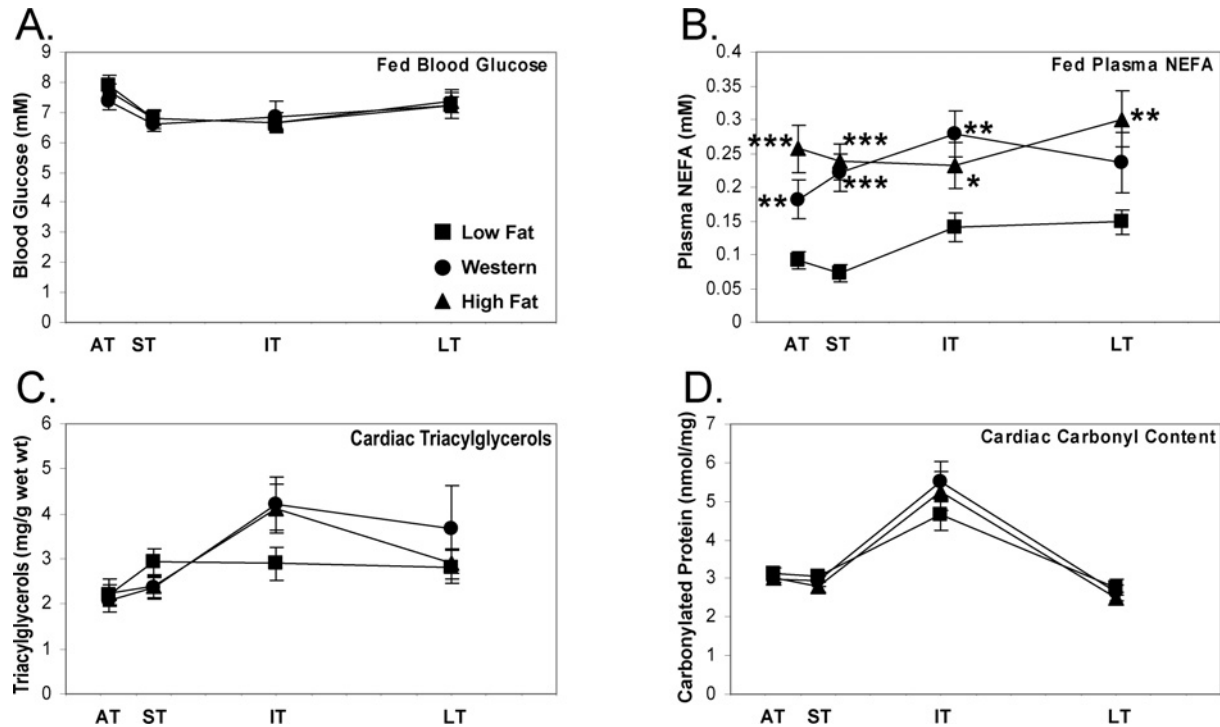 A.
Fed Blood Glucose
Blood Glucose (mM)
9
8
7
6
5
4
3
2
1
0
Low Fat
Western
High Fat
AT ST IT LT
B.
Fed Plasma NEFA
Plasma NEFA (mM)
0.4
0.35
0.3
0.25
0.2
0.15
0.1
0.05
0
***
***
**
**
**
***
*
AT ST IT LT
C.
Cardiac Triacylglycerols
Triacylglycerols (mg/g wet wt)
6
5
4
3
2
1
0
AT ST IT LT
D.
Cardiac Carbonyl Content
Carbonylated Protein (nmol/mg)
7
6
5
4
3
2
1
0
AT ST IT LT